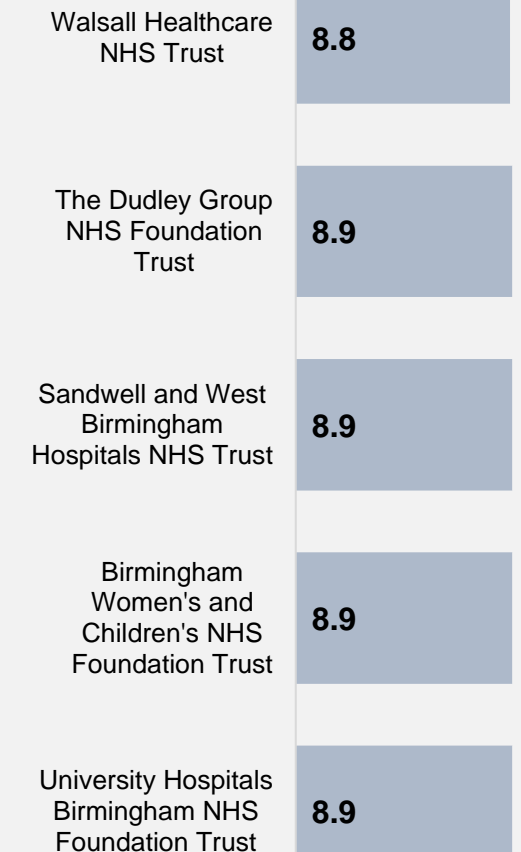 Walsall Healthcare
NHS Trust
8.8
The Dudley Group
NHS Foundation
Trust
8.9
Sandwell and West
Birmingham
Hospitals NHS Trust
8.9
Birmingham
Women's and
Children's NHS
Foundation Trust
8.9
University Hospitals
Birmingham NHS
Foundation Trust
8.9